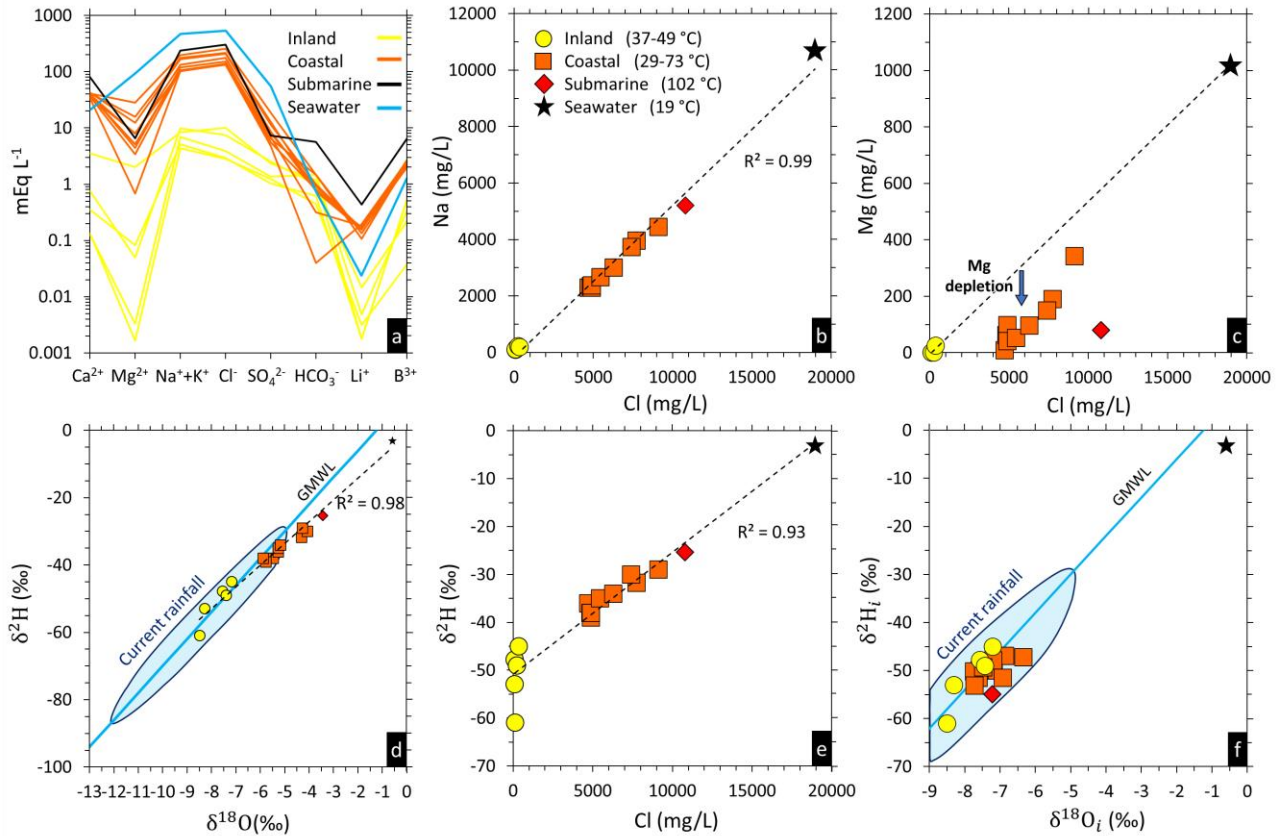 1000
100
10
1
0.1
0.01
0.001
mEq L⁻¹
Inland
Coastal
Submarine
Seawater
a
Ca²⁺ Mg²⁺ Na⁺+K⁺ Cl⁻ SO₄²⁻ HCO₃⁻ Li⁺ B³⁺
12000
10000
8000
6000
4000
2000
0
Na (mg/L)
Inland (37-49 °C)
Coastal (29-73 °C)
Submarine (102 °C)
Seawater (19 °C)
R² = 0.99
b
0 5000 10000 15000 20000
Cl (mg/L)
1200
1000
800
600
400
200
0
Mg (mg/L)
Mg
depletion
c
0 5000 10000 15000 20000
Cl (mg/L)
0
-20
-40
-60
-80
-100
δ²H (‰)
GMWL
R² = 0.98
Current rainfall
d
-13 -12 -11 -10 -9 -8 -7 -6 -5 -4 -3 -2 -1 0
δ¹⁸O(‰)
0
-10
-20
-30
-40
-50
-60
-70
δ²H (‰)
R² = 0.93
e
0 5000 10000 15000 20000
Cl (mg/L)
0
-10
-20
-30
-40
-50
-60
-70
δ²Hᵢ (‰)
GMWL
Current rainfall
f
-9 -8 -7 -6 -5 -4 -3 -2 -1 0
δ¹⁸Oᵢ (‰)